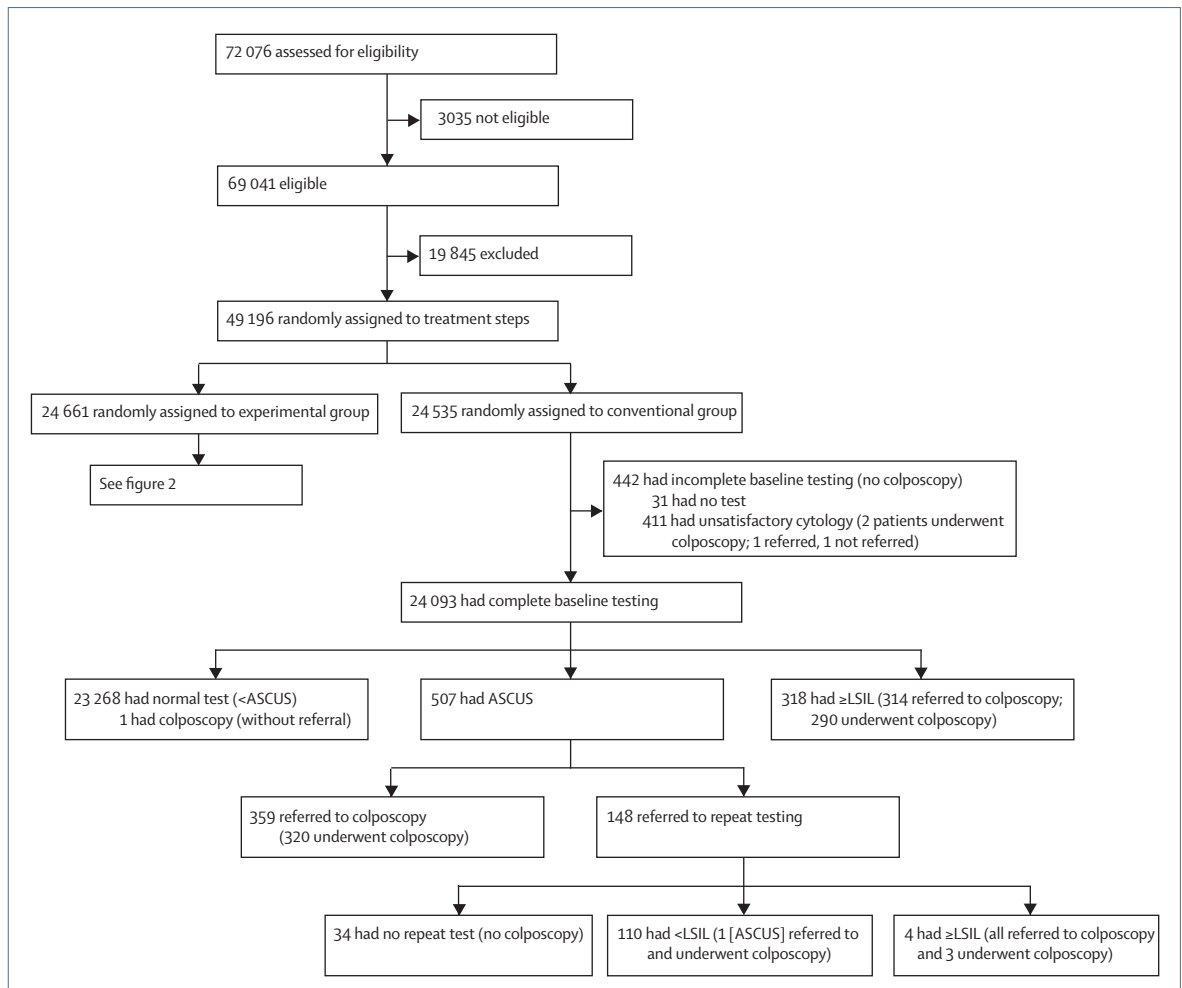 72 076 assessed for eligibility
3035 not eligible
69 041 eligible
19 845 excluded
49 196 randomly assigned to treatment steps
24 661 randomly assigned to experimental group
24 535 randomly assigned to conventional group
See figure 2
442 had incomplete baseline testing (no colposcopy)
31 had no test
411 had unsatisfactory cytology (2 patients underwent
colposcopy; 1 referred, 1 not referred)
24 093 had complete baseline testing
23 268 had normal test (<ASCUS)
1 had colposcopy (without referral)
507 had ASCUS
318 had ≥LSIL (314 referred to colposcopy;
290 underwent colposcopy)
359 referred to colposcopy
(320 underwent colposcopy)
148 referred to repeat testing
34 had no repeat test (no colposcopy)
110 had <LSIL (1 [ASCUS] referred to
and underwent colposcopy)
4 had ≥LSIL (all referred to colposcopy
and 3 underwent colposcopy)